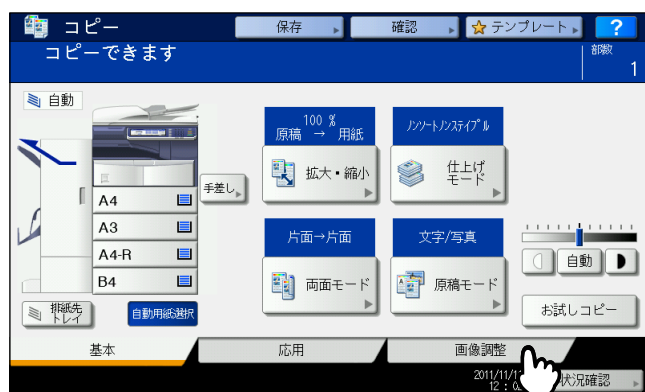 コピー 保存 確認 テンプレート ?
コピーできます 部数
1
自動
100 %
原稿 → 用紙
拡大・縮小
ノンソートノンステイプル
仕上げ
モード
手差し
A4
A3
A4-R
B4
片面→片面
両面モード
文字/写真
原稿モード
自動
排紙先
トレイ
自動用紙選択
お試しコピー
基本 応用 画像調整
2011/11/1
12:0
状況確認